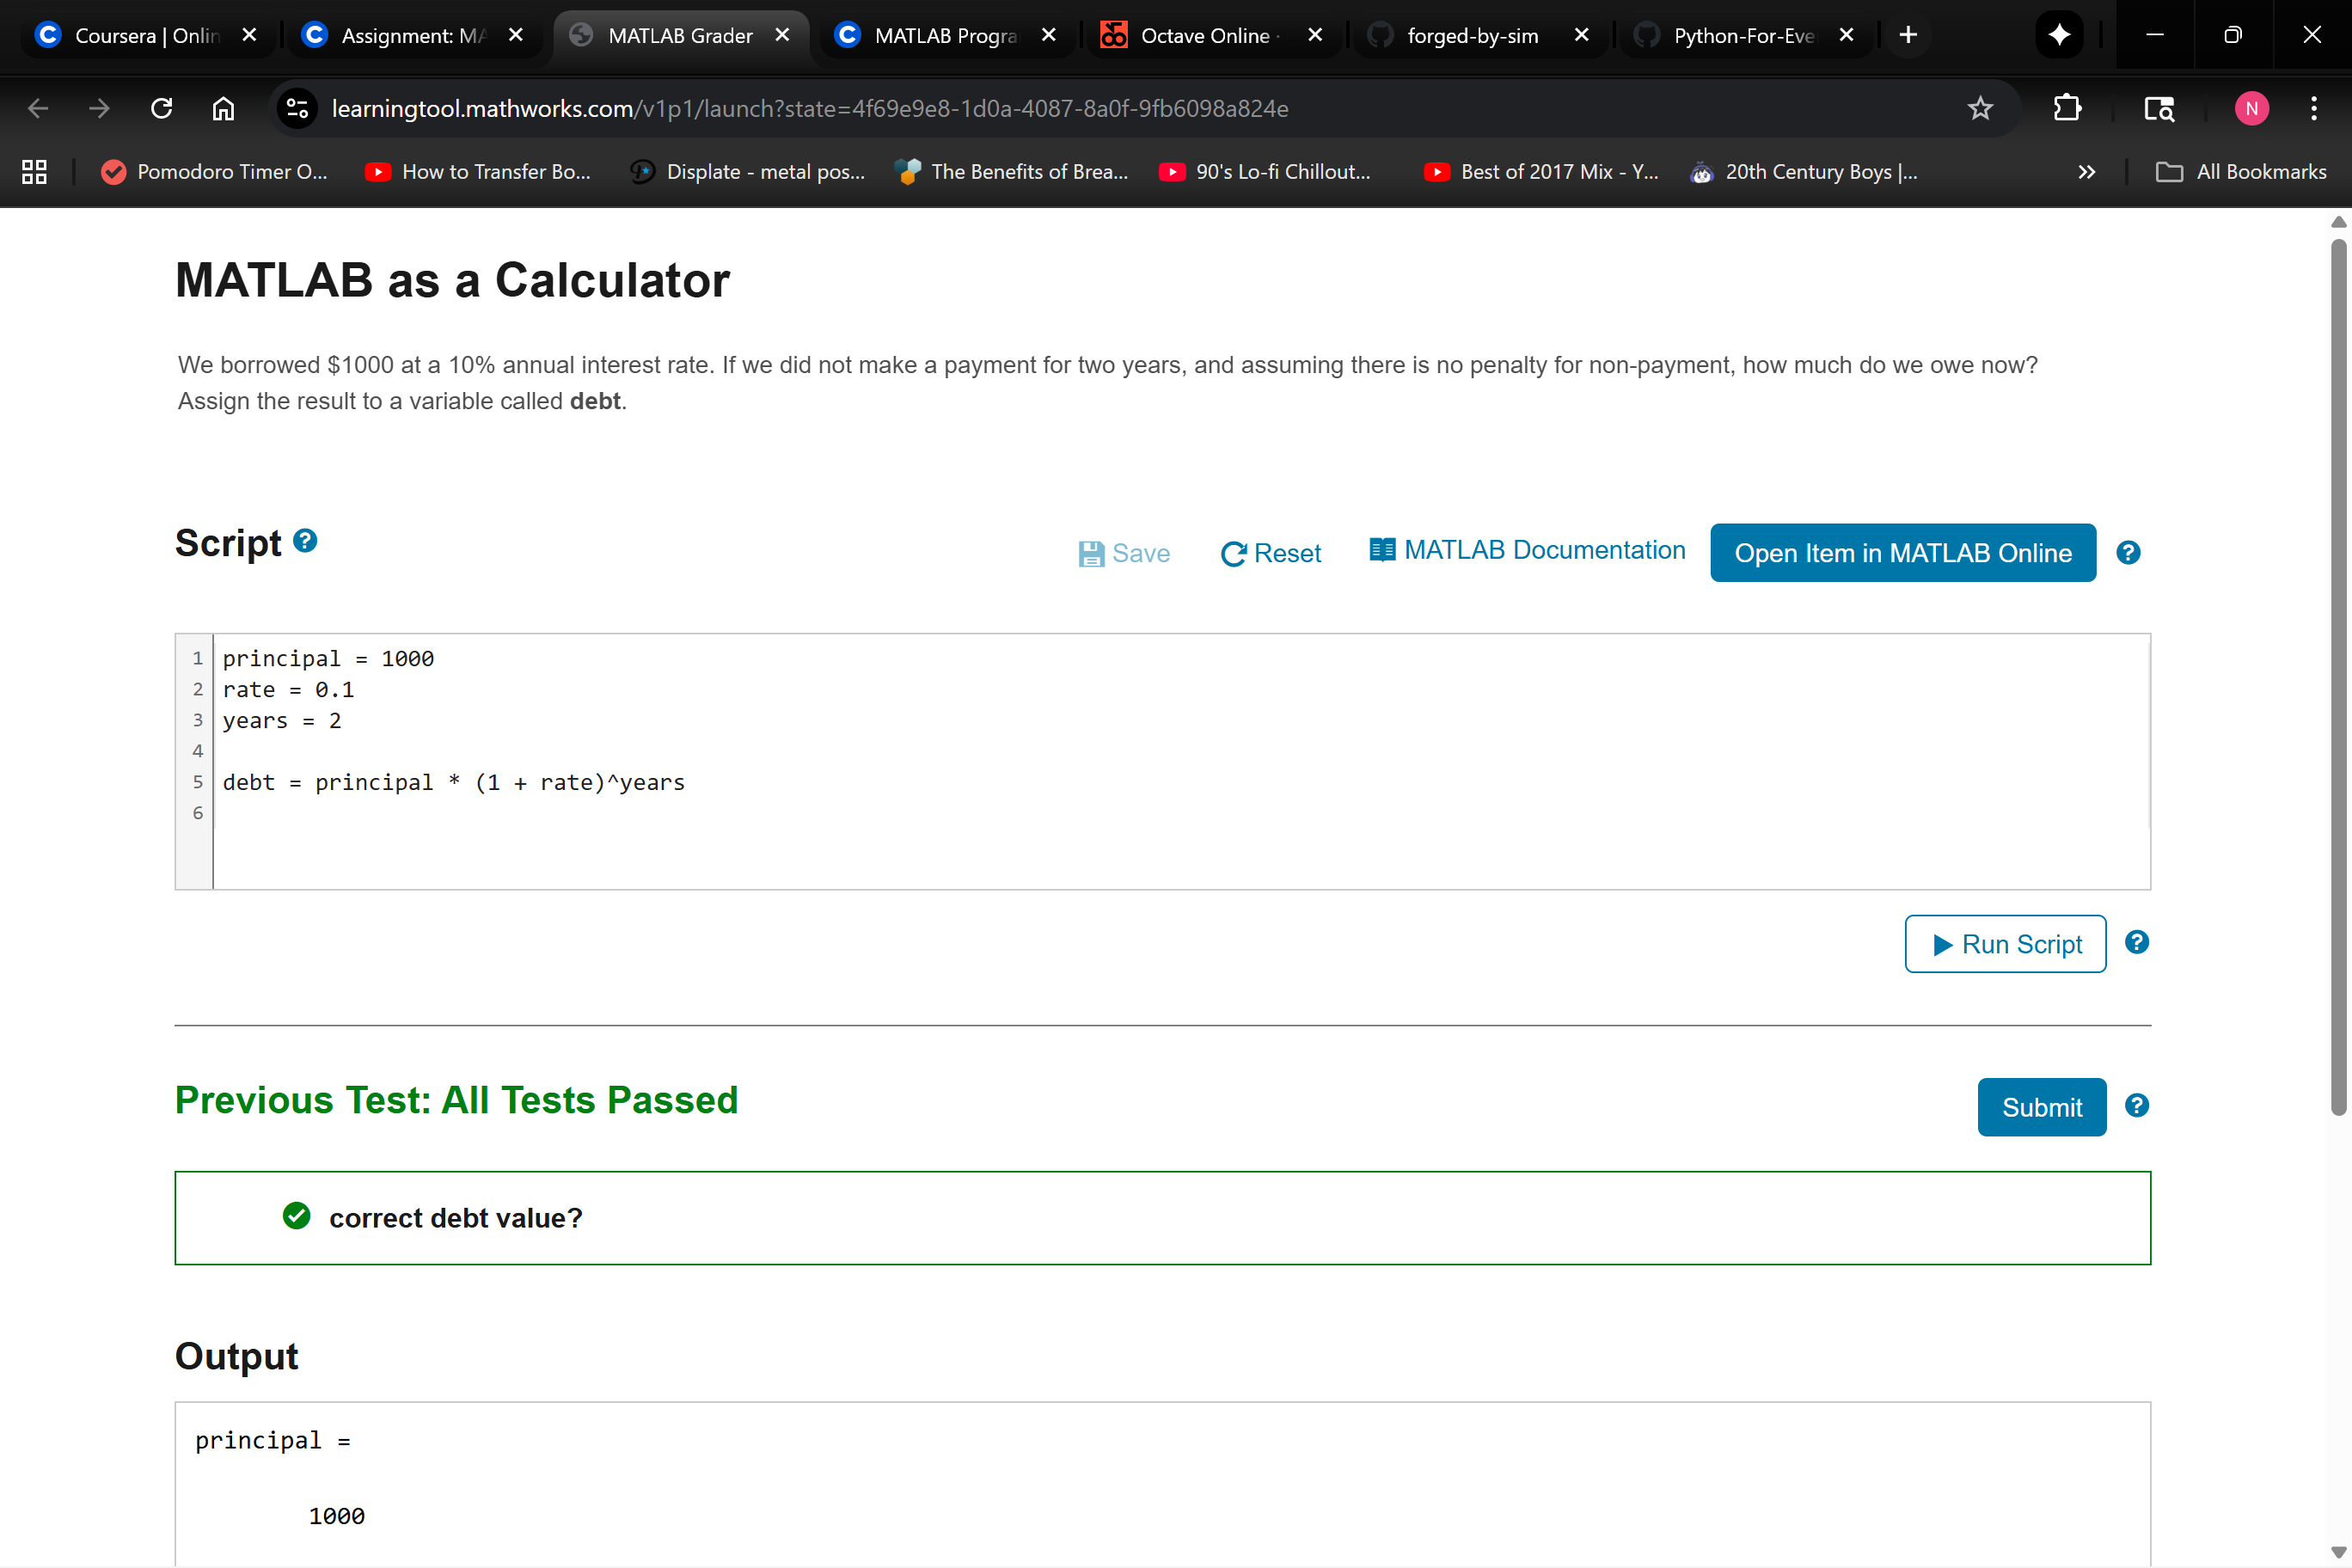 Coursera | Onlin
Assignment: MA
MATLAB Grader
MATLAB Progra
Octave Online ·
forged-by-sim
Python-For-Eve
learningtool.mathworks.com/v1p1/launch?state=4f69e9e8-1d0a-4087-8a0f-9fb6098a824e
N
Pomodoro Timer O...
How to Transfer Bo...
Displate - metal pos...
The Benefits of Brea...
90's Lo-fi Chillout...
Best of 2017 Mix - Y...
20th Century Boys |...
All Bookmarks
MATLAB as a Calculator
We borrowed $1000 at a 10% annual interest rate. If we did not make a payment for two years, and assuming there is no penalty for non-payment, how much do we owe now?
Assign the result to a variable called debt.
Script
Save
Reset
MATLAB Documentation
Open Item in MATLAB Online
1 principal = 1000
2 rate = 0.1
3 years = 2
4
5 debt = principal * (1 + rate)^years
6
Run Script
Previous Test: All Tests Passed
Submit
correct debt value?
Output
principal =
1000